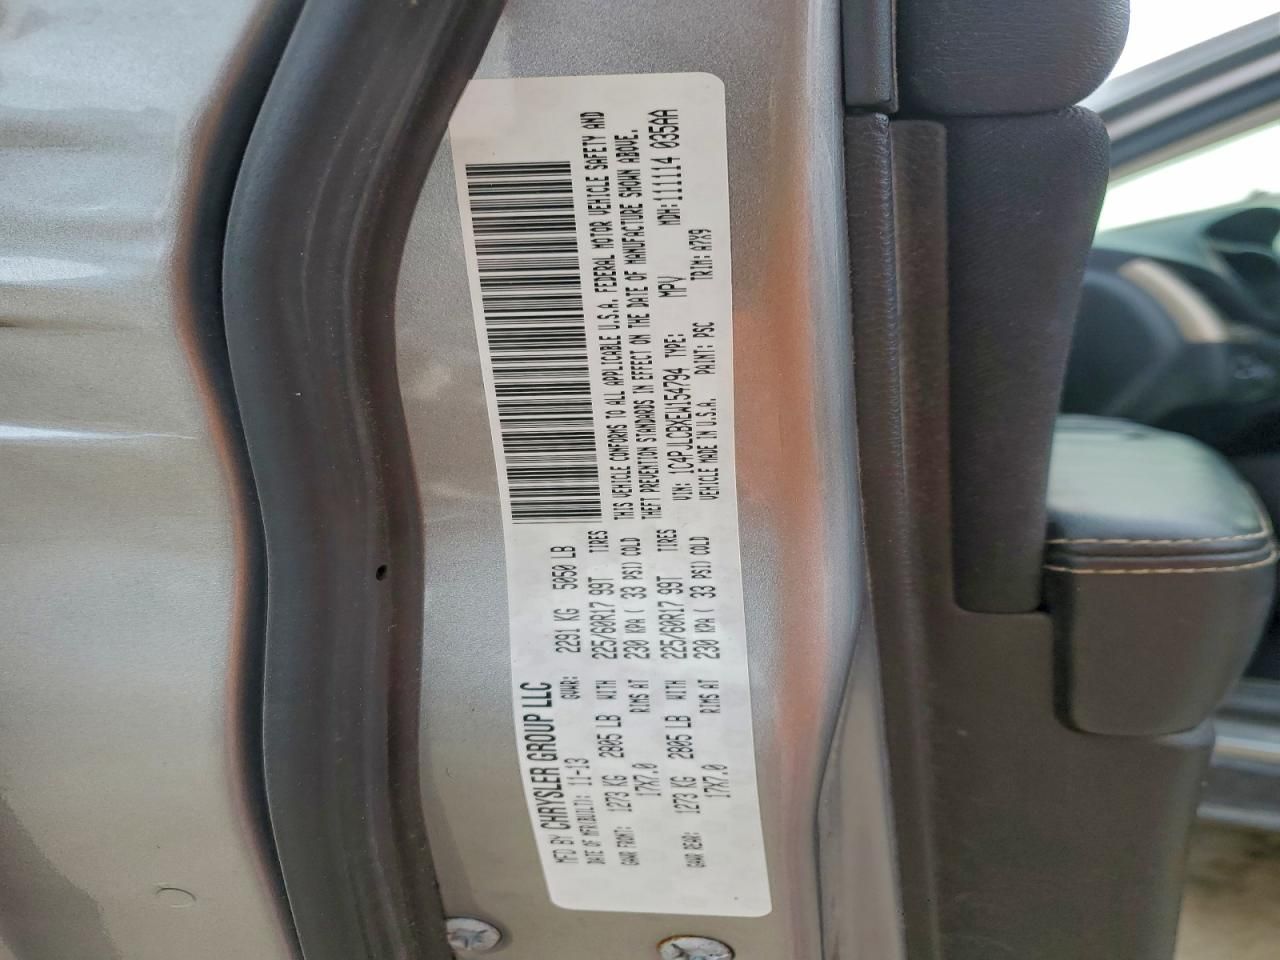 MFD BY CHRYSLER GROUP LLC
DATE OF MFR(BUILT): 11-13 GVWR: 2291 KG 5050 LB
GAWR FRONT: 1273 KG 2805 LB WITH 225/60R17 99T TIRES
17X7.0 RIMS AT 230 KPA( 33 PSI) COLD
GAWR REAR: 1273 KG 2805 LB WITH 225/60R17 99T TIRES
17X7.0 RIMS AT 230 KPA( 33 PSI) COLD
THIS VEHICLE CONFORMS TO ALL APPLICABLE U.S.A. FEDERAL MOTOR VEHICLE SAFETY AND
THEFT PREVENTION STANDARDS IN EFFECT ON THE DATE OF MANUFACTURE SHOWN ABOVE.
VIN: 1C4PJLCBXEW154794 TYPE: MPV MDH:111114 035AA
VEHICLE MADE IN U.S.A. PAINT: PSC TRIM:A7X9